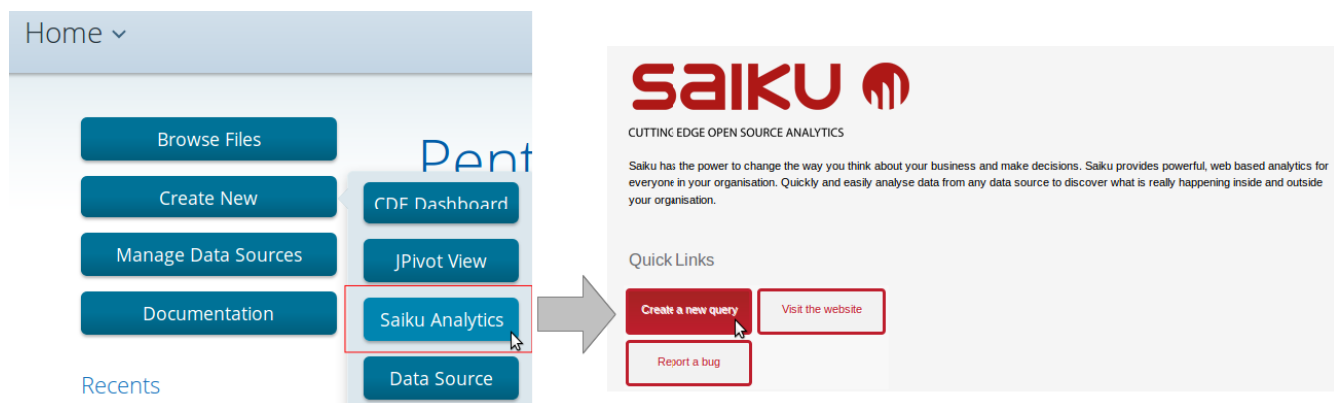 Home
Browse Files
Create New
Manage Data Sources
Documentation
Recents
Pent
CDE Dashboard
JPivot View
Saiku Analytics
Data Source
saiku
CUTTING EDGE OPEN SOURCE ANALYTICS
Saiku has the power to change the way you think about your business and make decisions. Saiku provides powerful, web based analytics for
everyone in your organisation. Quickly and easily analyse data from any data source to discover what is really happening inside and outside
your organisation.
Quick Links
Create a new query
Visit the website
Report a bug